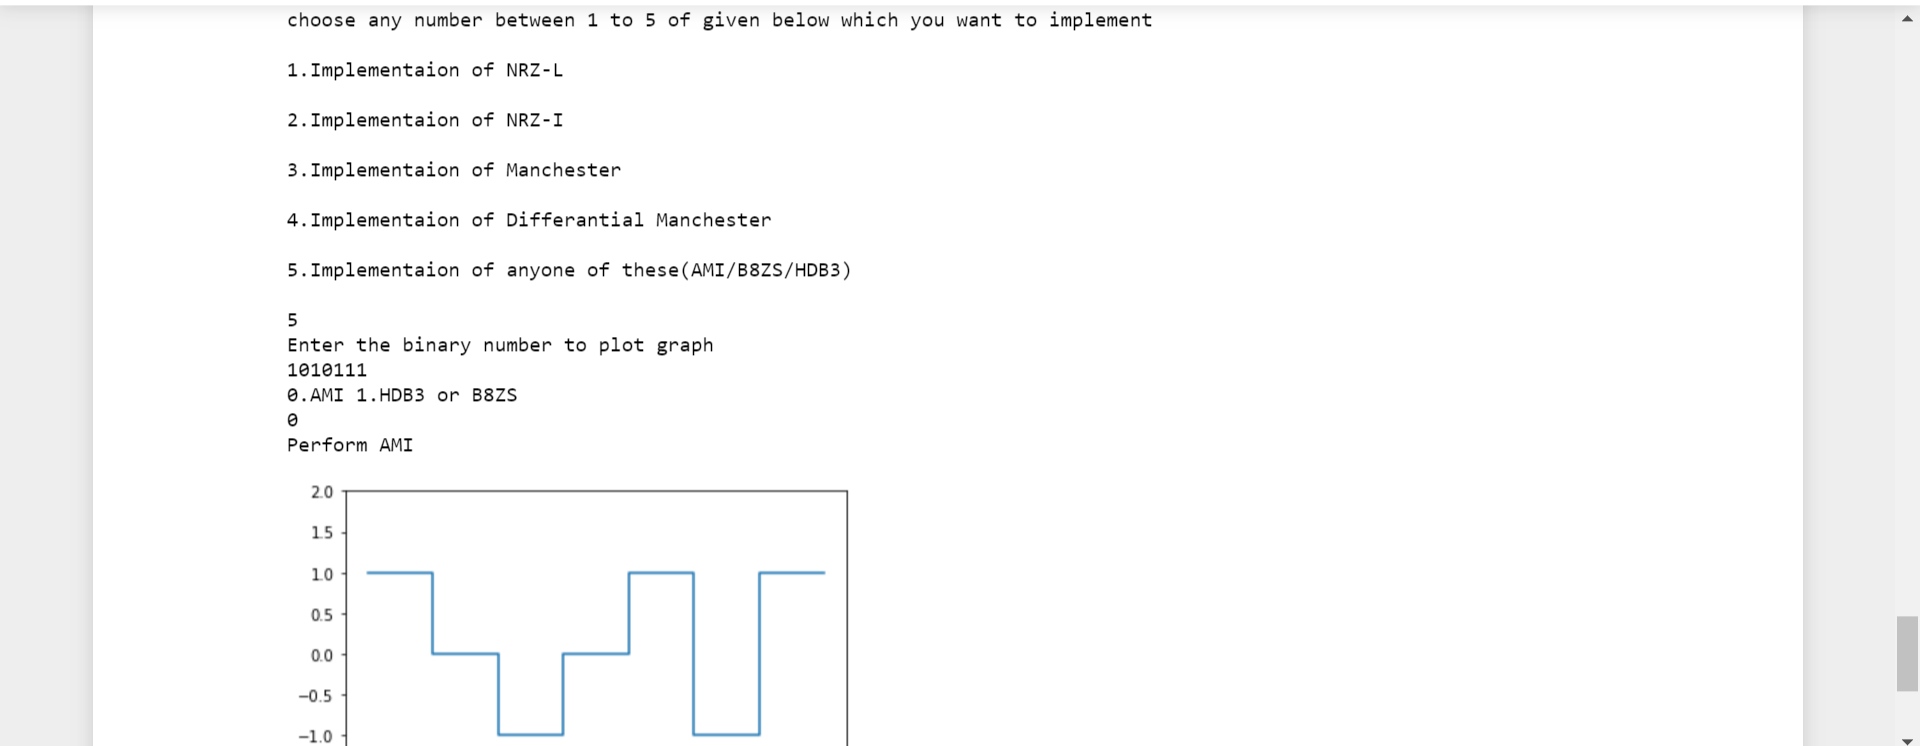 choose any number between 1 to 5 of given below which you want to implement
1.Implementaion of NRZ-L
2.Implementaion of NRZ-I
3.Implementaion of Manchester
4.Implementaion of Differantial Manchester
5.Implementaion of anyone of these(AMI/B8ZS/HDB3)
5
Enter the binary number to plot graph
1010111
0.AMI 1.HDB3 or B8ZS
0
Perform AMI
2.0
1.5
1.0
0.5
0.0
−0.5
−1.0